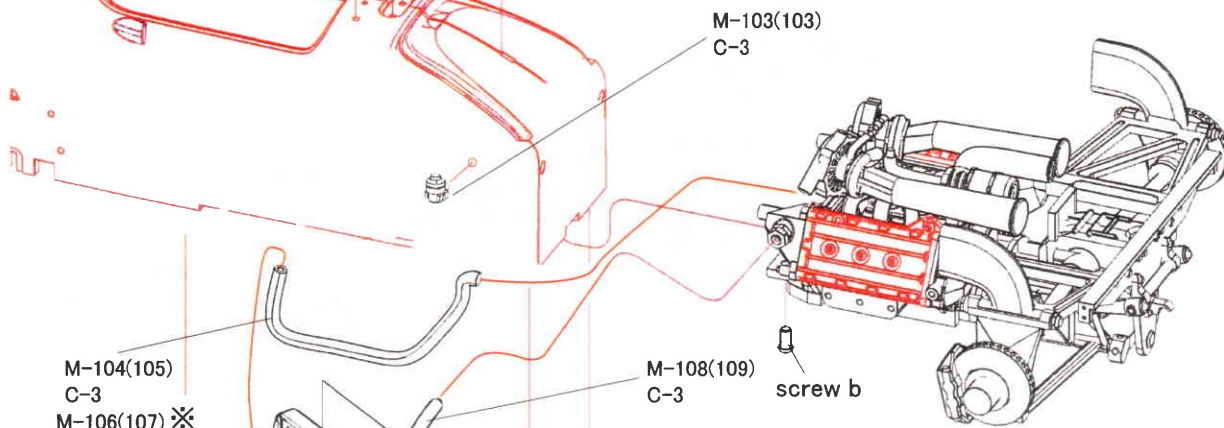 M-103(103)
C-3
M-104(105)
C-3
M-106(107)※
M-108(109)
C-3
screw b